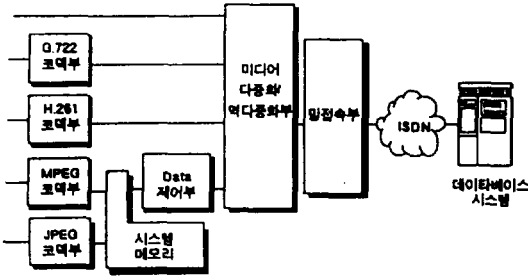 G.722
코덱부
H.261
코덱부
MPEG
코덱부
JPEG
코덱부
시스템
메모리
Data
제어부
미디어
다중화/
역다중화부
망접속부
ISDN
데이타베이스
시스템